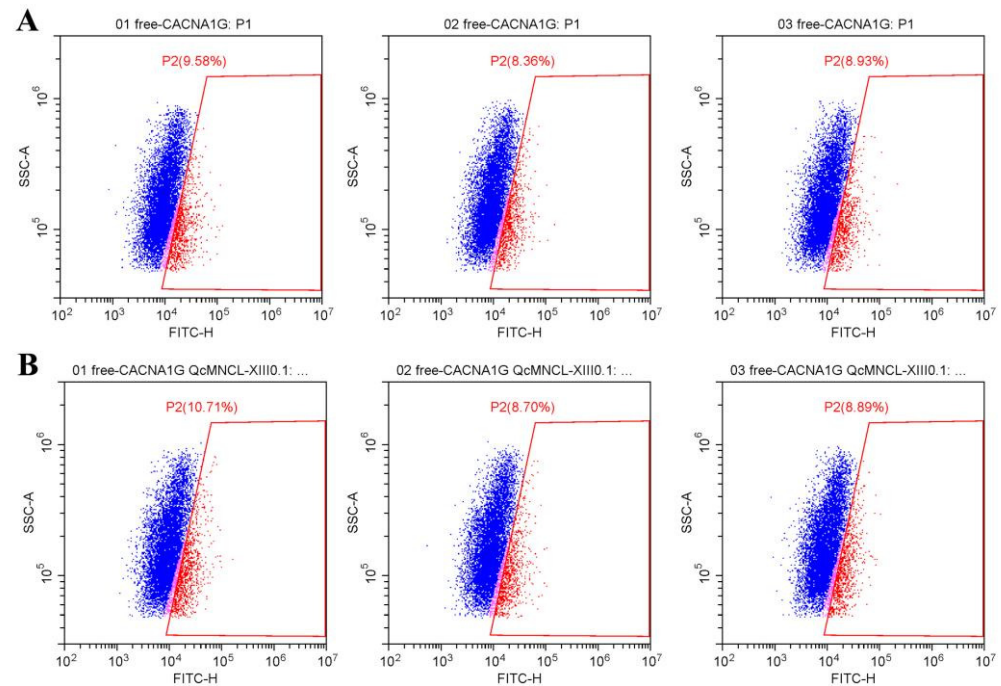 A
01 free-CACNA1G: P1
P2(9.58%)
SSC-A
10^6
10^5
10^2 10^3 10^4 10^5 10^6 10^7
FITC-H
02 free-CACNA1G: P1
P2(8.36%)
SSC-A
10^6
10^5
10^2 10^3 10^4 10^5 10^6 10^7
FITC-H
03 free-CACNA1G: P1
P2(8.93%)
SSC-A
10^6
10^5
10^2 10^3 10^4 10^5 10^6 10^7
FITC-H
B
01 free-CACNA1G QcMNCL-XIII0.1: ...
P2(10.71%)
SSC-A
10^6
10^5
10^2 10^3 10^4 10^5 10^6 10^7
FITC-H
02 free-CACNA1G QcMNCL-XIII0.1: ...
P2(8.70%)
SSC-A
10^6
10^5
10^2 10^3 10^4 10^5 10^6 10^7
FITC-H
03 free-CACNA1G QcMNCL-XIII0.1: ...
P2(8.89%)
SSC-A
10^6
10^5
10^2 10^3 10^4 10^5 10^6 10^7
FITC-H